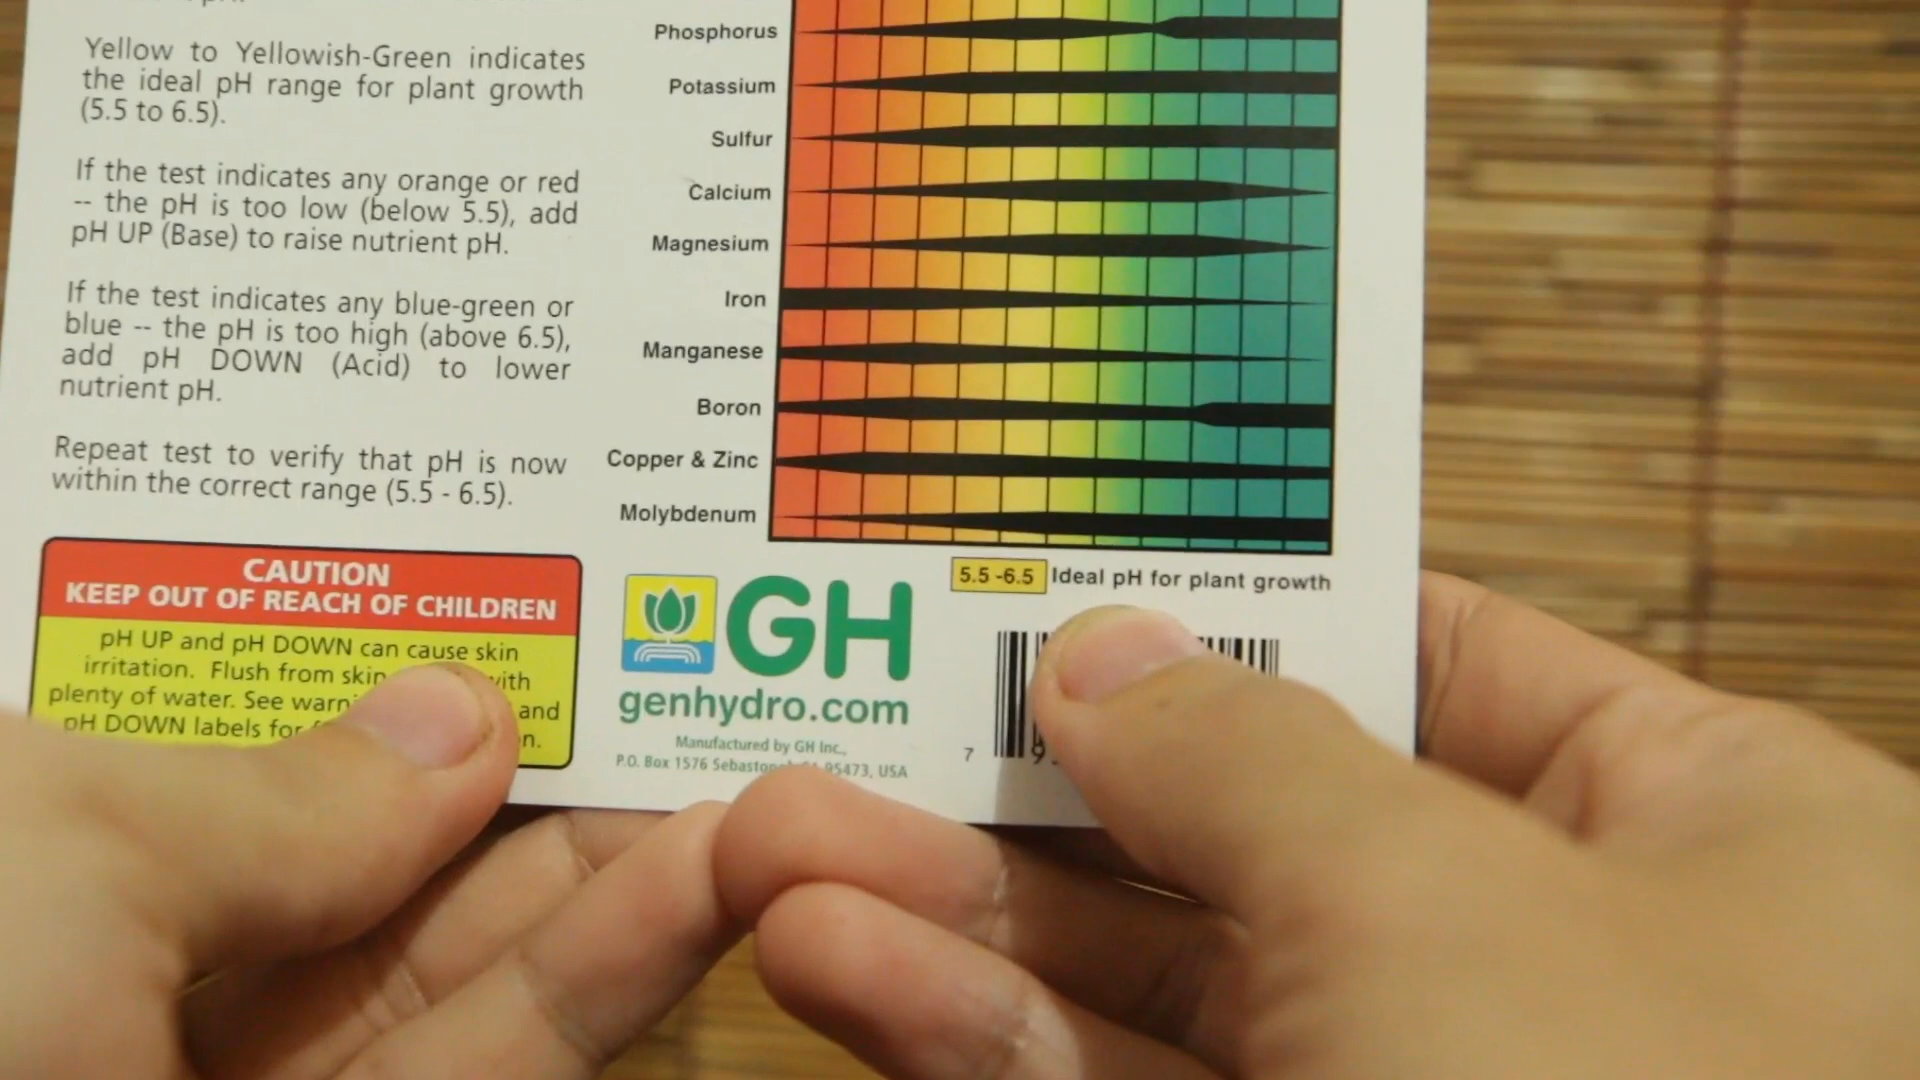 Yellow to Yellowish-Green indicates
the ideal pH range for plant growth
(5.5 to 6.5).
If the test indicates any orange or red
-- the pH is too low (below 5.5), add
pH UP (Base) to raise nutrient pH.
If the test indicates any blue-green or
blue -- the pH is too high (above 6.5),
add pH DOWN (Acid) to lower
nutrient pH.
Repeat test to verify that pH is now
within the correct range (5.5 - 6.5).
CAUTION
KEEP OUT OF REACH OF CHILDREN
pH UP and pH DOWN can cause skin
irritation. Flush from skin with
plenty of water. See and
pH DOWN labels for
Phosphorus
Potassium
Sulfur
Calcium
Magnesium
Iron
Manganese
Boron
Copper & Zinc
Molybdenum
5.5 -6.5 Ideal pH for plant growth
GH
genhydro.com
Manufactured by GH Inc.,
P.O. Box 1576 95473, USA
7